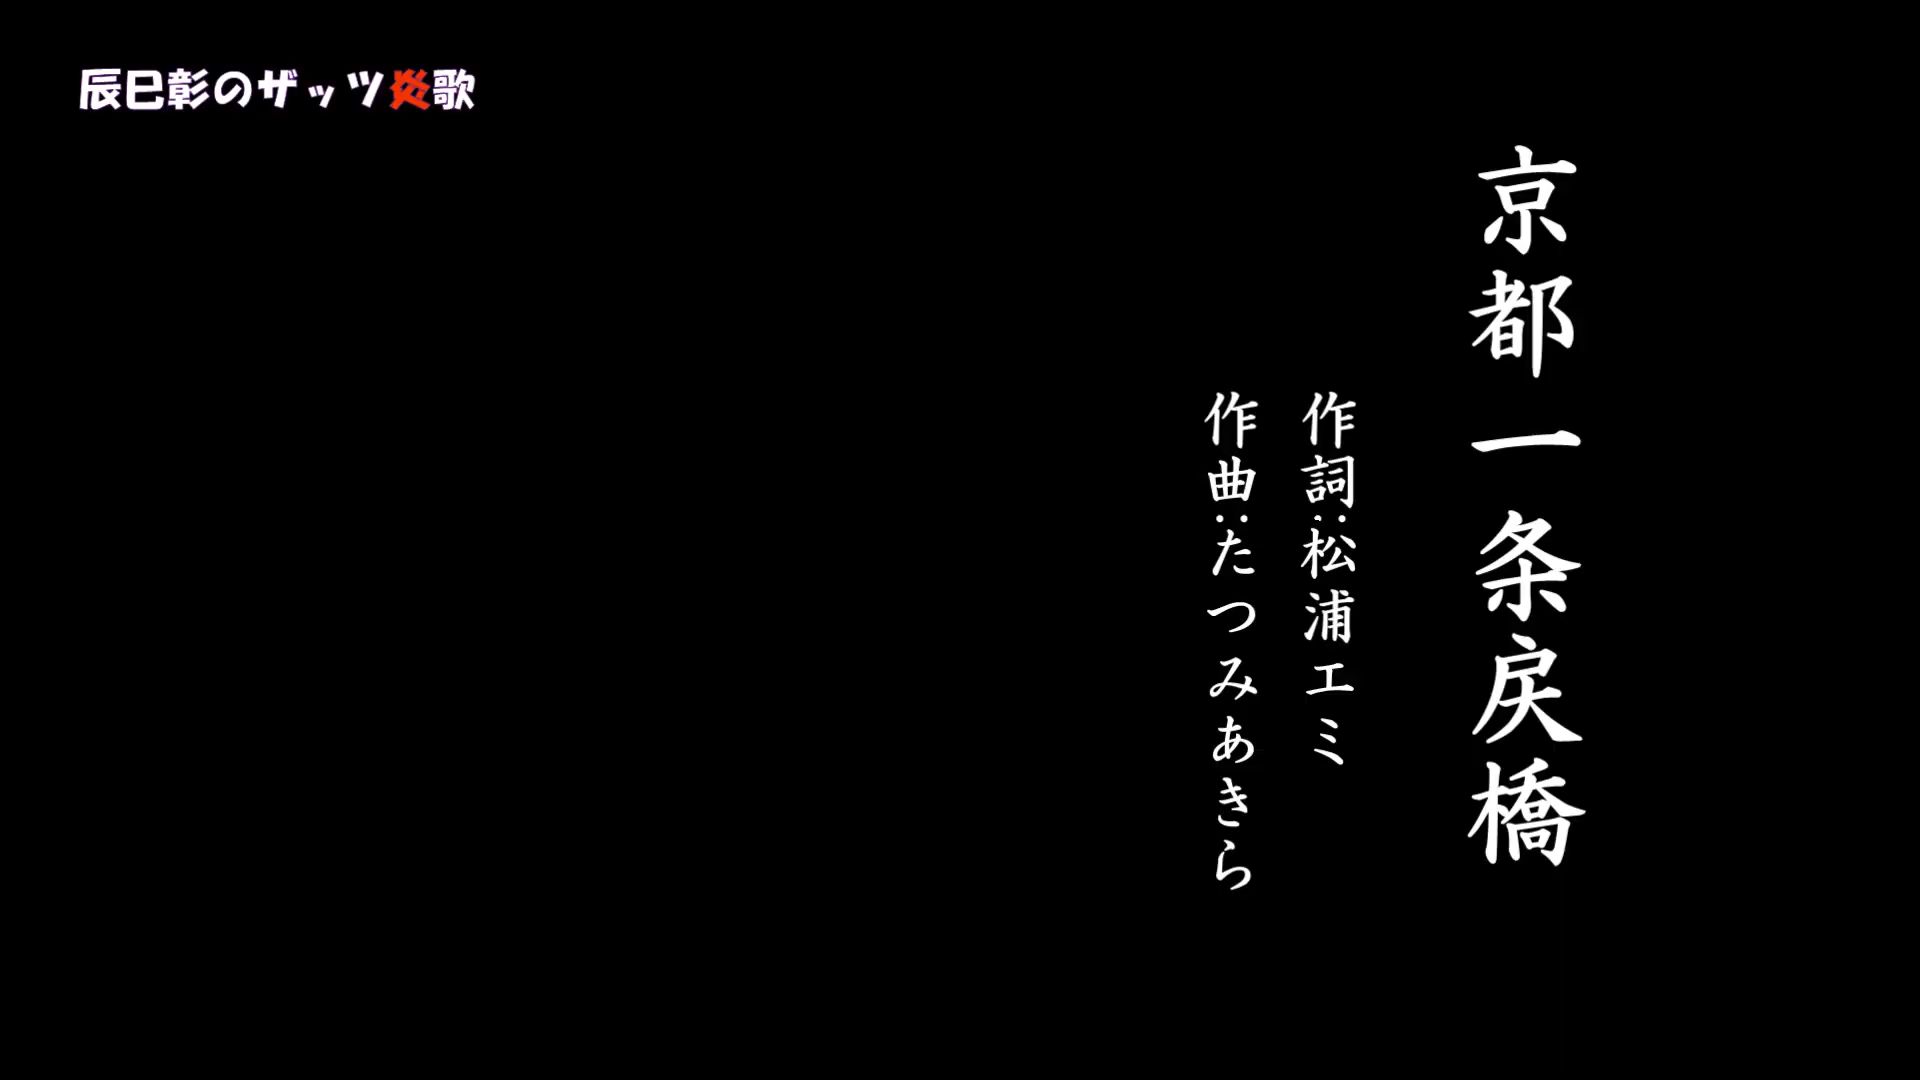 辰巳彰のザッツ炎歌
京都一条戻橋
作詞:松浦エミ
作曲:たつみあきら